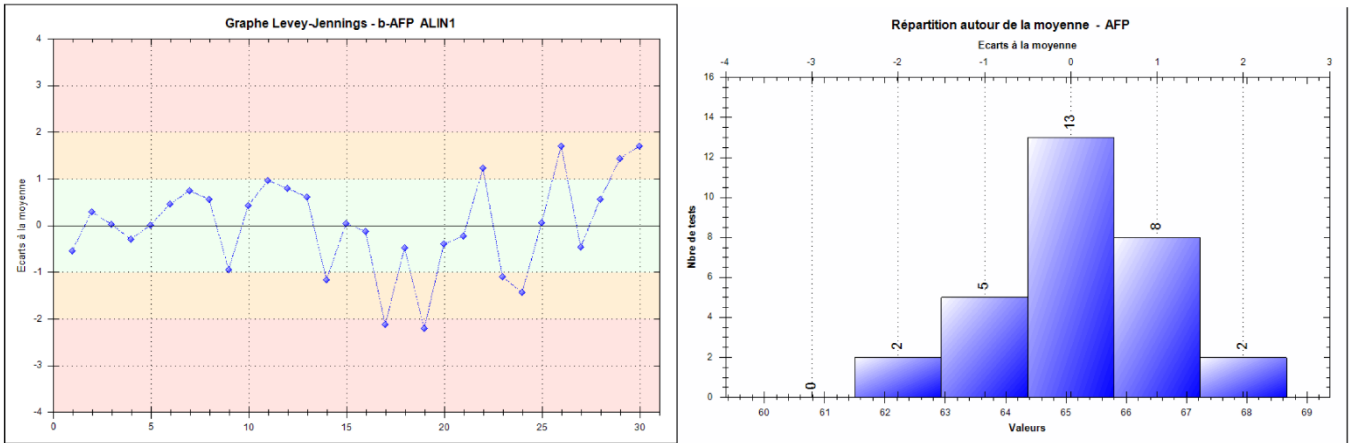 Graphe Levey-Jennings - b-AFP ALIN1
Ecarts à la moyenne
4
3
2
1
0
-1
-2
-3
-4
0 5 10 15 20 25 30
Répartition autour de la moyenne - AFP
Ecarts à la moyenne
-4 -3 -2 -1 0 1 2 3
Nbre de tests
16
14
12
10
8
6
4
2
0
0 2 5 13 8 2
60 61 62 63 64 65 66 67 68 69
Valeurs